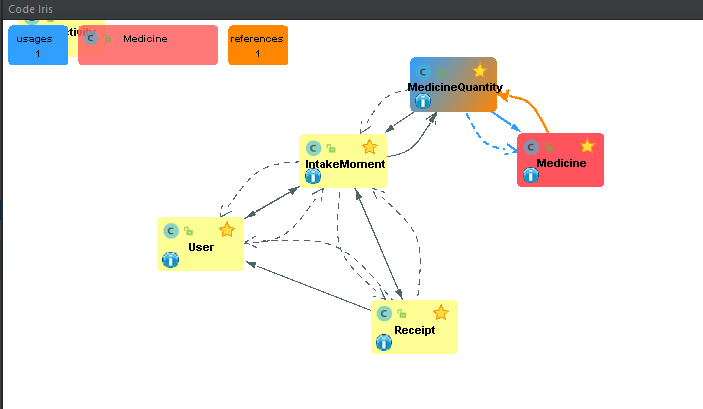 Code Iris
usages
1
C Medicine
references
1
C
MedicineQuantity
C
IntakeMoment
C
Medicine
C
User
C
Receipt